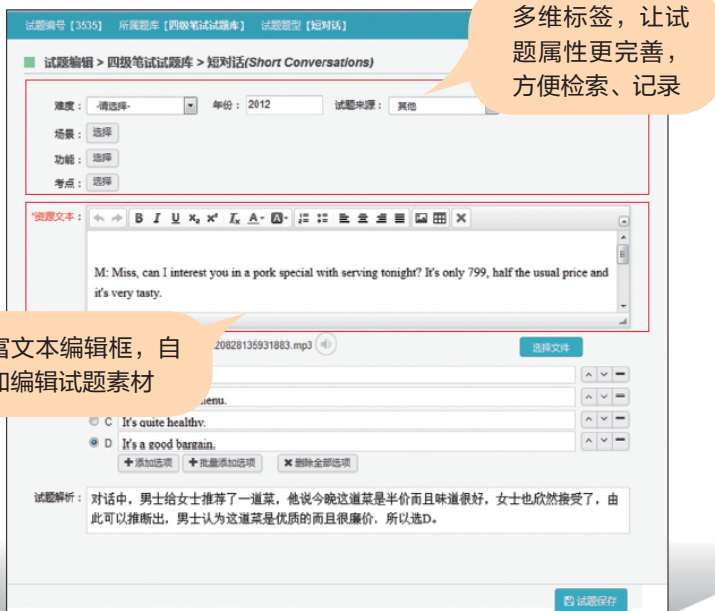 试题编号【3535】 所属题库【四级笔试试题库】 试题题型【短对话】
多维标签，让试
题属性更完善，
方便检索、记录
试题编辑 > 四级笔试试题库 > 短对话(Short Conversations)
难度： -请选择- 年份： 2012 试题来源： 其他
场景： 选择
功能： 选择
考点： 选择
*资源文本：
M: Miss, can I interest you in a pork special with serving tonight? It's only 799, half the usual price and
it's very tasty.
富文本编辑框，自
加编辑试题素材
20828135931883.mp3 选择文件
menu.
C It's quite healthy.
D It's a good bargain.
添加选项 批量添加选项 删除全部选项
试题解析： 对话中，男士给女士推荐了一道菜，他说今晚这道菜是半价而且味道很好，女士也欣然接受了，由
此可以推断出，男士认为这道菜是优质的而且很廉价，所以选D。
试题保存